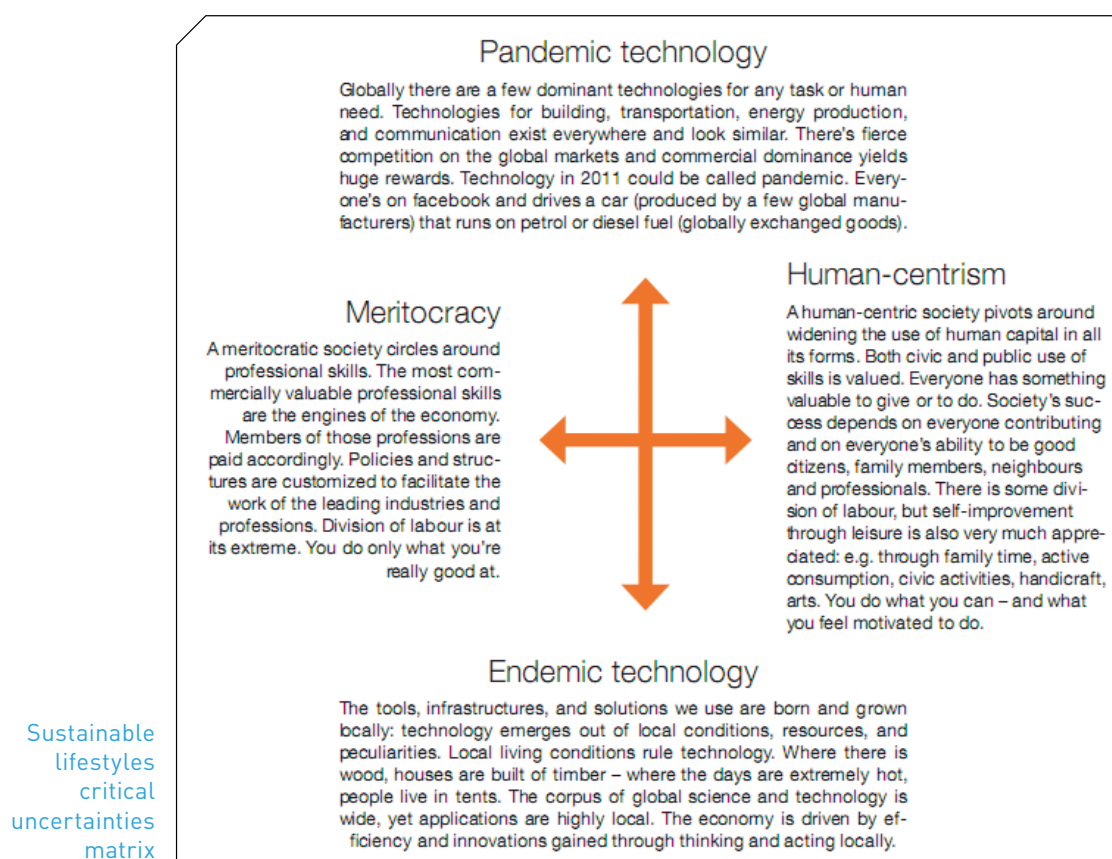 Pandemic technology
Globally there are a few dominant technologies for any task or human
need. Technologies for building, transportation, energy production,
and communication exist everywhere and look similar. There's fierce
competition on the global markets and commercial dominance yields
huge rewards. Technology in 2011 could be called pandemic. Every-
one's on facebook and drives a car (produced by a few global manu-
facturers) that runs on petrol or diesel fuel (globally exchanged goods).
Meritocracy
A meritocratic society circles around
professional skills. The most com-
mercially valuable professional skills
are the engines of the economy.
Members of those professions are
paid accordingly. Policies and struc-
tures are customized to facilitate the
work of the leading industries and
professions. Division of labour is at
its extreme. You do only what you're
really good at.
Human-centrism
A human-centric society pivots around
widening the use of human capital in all
its forms. Both civic and public use of
skills is valued. Everyone has something
valuable to give or to do. Society's suc-
cess depends on everyone contributing
and on everyone's ability to be good
citizens, family members, neighbours
and professionals. There is some divi-
sion of labour, but self-improvement
through leisure is also very much appre-
ciated: e.g. through family time, active
consumption, civic activities, handicraft,
arts. You do what you can – and what
you feel motivated to do.
Endemic technology
The tools, infrastructures, and solutions we use are born and grown
locally: technology emerges out of local conditions, resources, and
peculiarities. Local living conditions rule technology. Where there is
wood, houses are built of timber – where the days are extremely hot,
people live in tents. The corpus of global science and technology is
wide, yet applications are highly local. The economy is driven by ef-
ficiency and innovations gained through thinking and acting locally.
Sustainable
lifestyles
critical
uncertainties
matrix